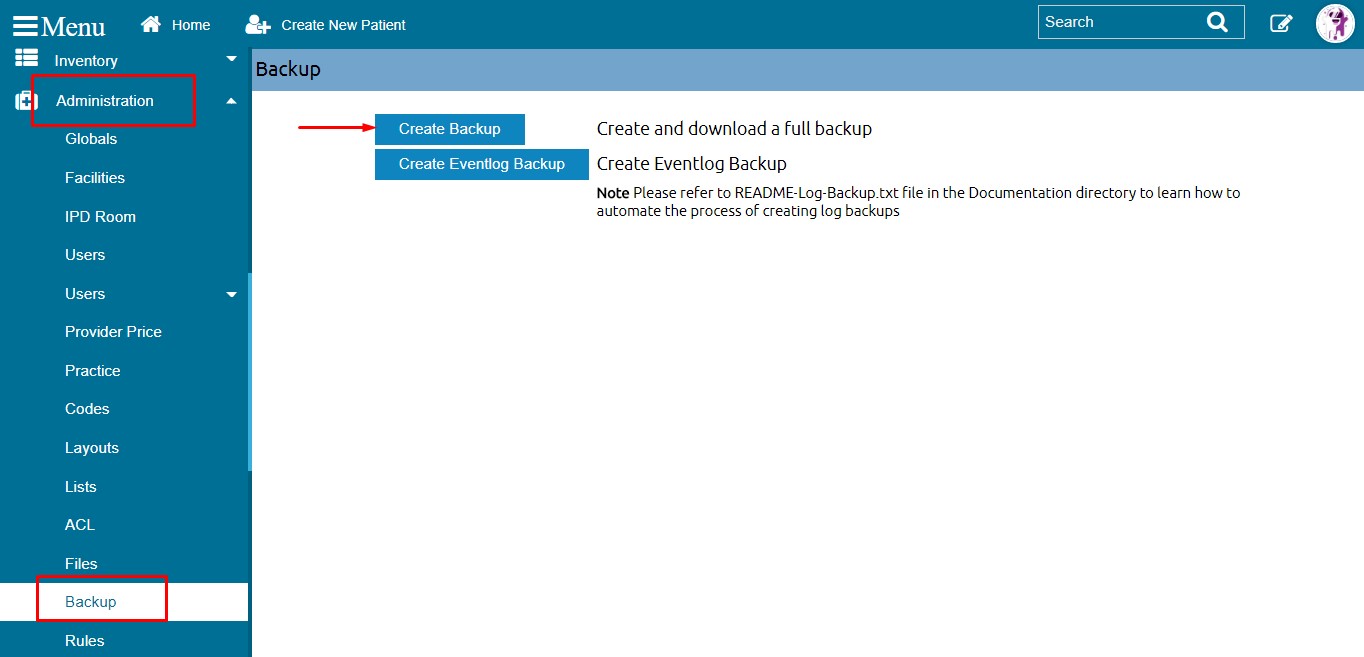 Menu
Home
Create New Patient
Search
Inventory
Administration
Globals
Facilities
IPD Room
Users
Users
Provider Price
Practice
Codes
Layouts
Lists
ACL
Files
Backup
Rules
Backup
Create Backup
Create and download a full backup
Create Eventlog Backup
Create Eventlog Backup
Note Please refer to README-Log-Backup.txt file in the Documentation directory to learn how to
automate the process of creating log backups